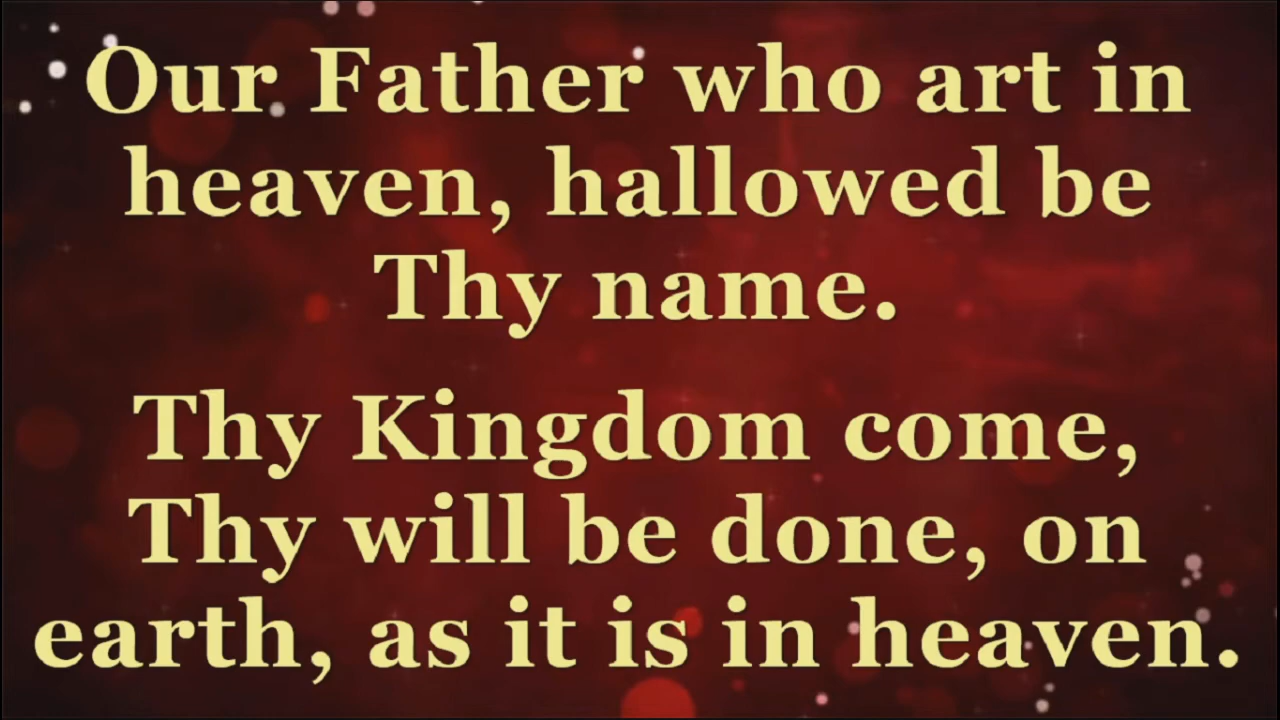 Our Father who art in
heaven, hallowed be
Thy name.
Thy Kingdom come,
Thy will be done, on
earth, as it is in heaven.